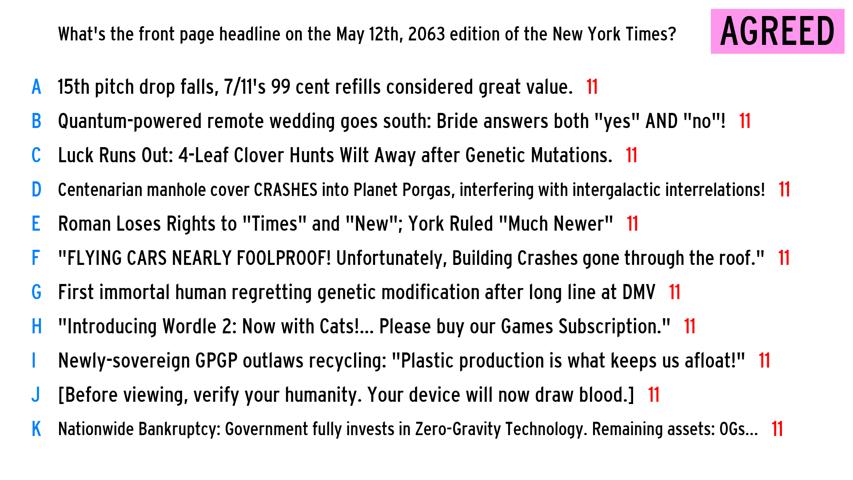 What's the front page headline on the May 12th, 2063 edition of the New York Times?
AGREED
A 15th pitch drop falls, 7/11's 99 cent refills considered great value. 11
B Quantum-powered remote wedding goes south: Bride answers both "yes" AND "no"! 11
C Luck Runs Out: 4-Leaf Clover Hunts Wilt Away after Genetic Mutations. 11
D Centenarian manhole cover CRASHES into Planet Porgas, interfering with intergalactic interrelations! 11
E Roman Loses Rights to "Times" and "New"; York Ruled "Much Newer" 11
F "FLYING CARS NEARLY FOOLPROOF! Unfortunately, Building Crashes gone through the roof." 11
G First immortal human regretting genetic modification after long line at DMV 11
H "Introducing Wordle 2: Now with Cats!... Please buy our Games Subscription." 11
I Newly-sovereign GPGP outlaws recycling: "Plastic production is what keeps us afloat!" 11
J [Before viewing, verify your humanity. Your device will now draw blood.] 11
K Nationwide Bankruptcy: Government fully invests in Zero-Gravity Technology. Remaining assets: 0Gs... 11